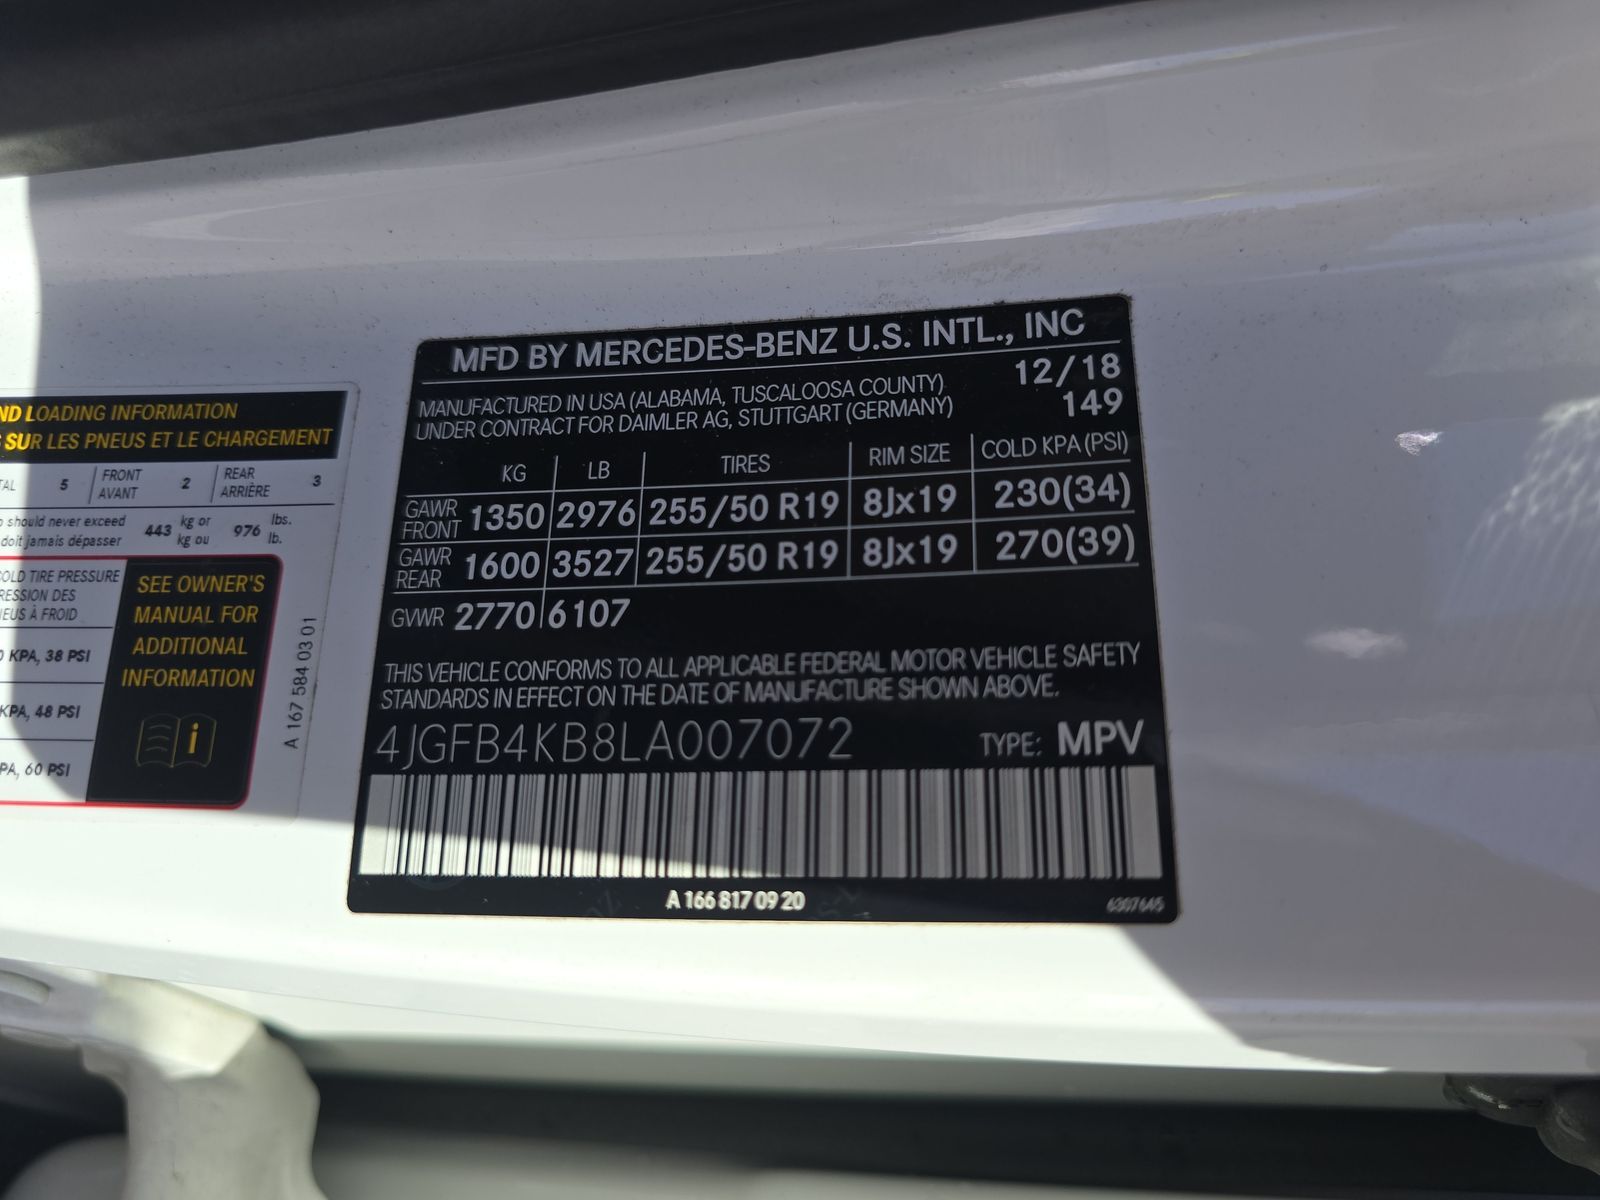 ND LOADING INFORMATION
SUR LES PNEUS ET LE CHARGEMENT
5 FRONT AVANT 2 REAR ARRIÈRE 3
should never exceed 443 kg or 976 lbs.
doit jamais dépasser kg ou lb.
OLD TIRE PRESSURE
RESSION DES
EUS À FROID
KPA, 38 PSI
KPA, 48 PSI
PA, 60 PSI
SEE OWNER'S
MANUAL FOR
ADDITIONAL
INFORMATION
i
A 167 584 03 01
MFD BY MERCEDES-BENZ U.S. INTL., INC
MANUFACTURED IN USA (ALABAMA, TUSCALOOSA COUNTY) 12/18
UNDER CONTRACT FOR DAIMLER AG, STUTTGART (GERMANY) 149
KG LB TIRES RIM SIZE COLD KPA (PSI)
GAWR FRONT 1350 2976 255/50 R19 8Jx19 230(34)
GAWR REAR 1600 3527 255/50 R19 8Jx19 270(39)
GVWR 2770 6107
THIS VEHICLE CONFORMS TO ALL APPLICABLE FEDERAL MOTOR VEHICLE SAFETY
STANDARDS IN EFFECT ON THE DATE OF MANUFACTURE SHOWN ABOVE.
4JGFB4KB8LA007072 TYPE: MPV
A 166 817 09 20 6307645